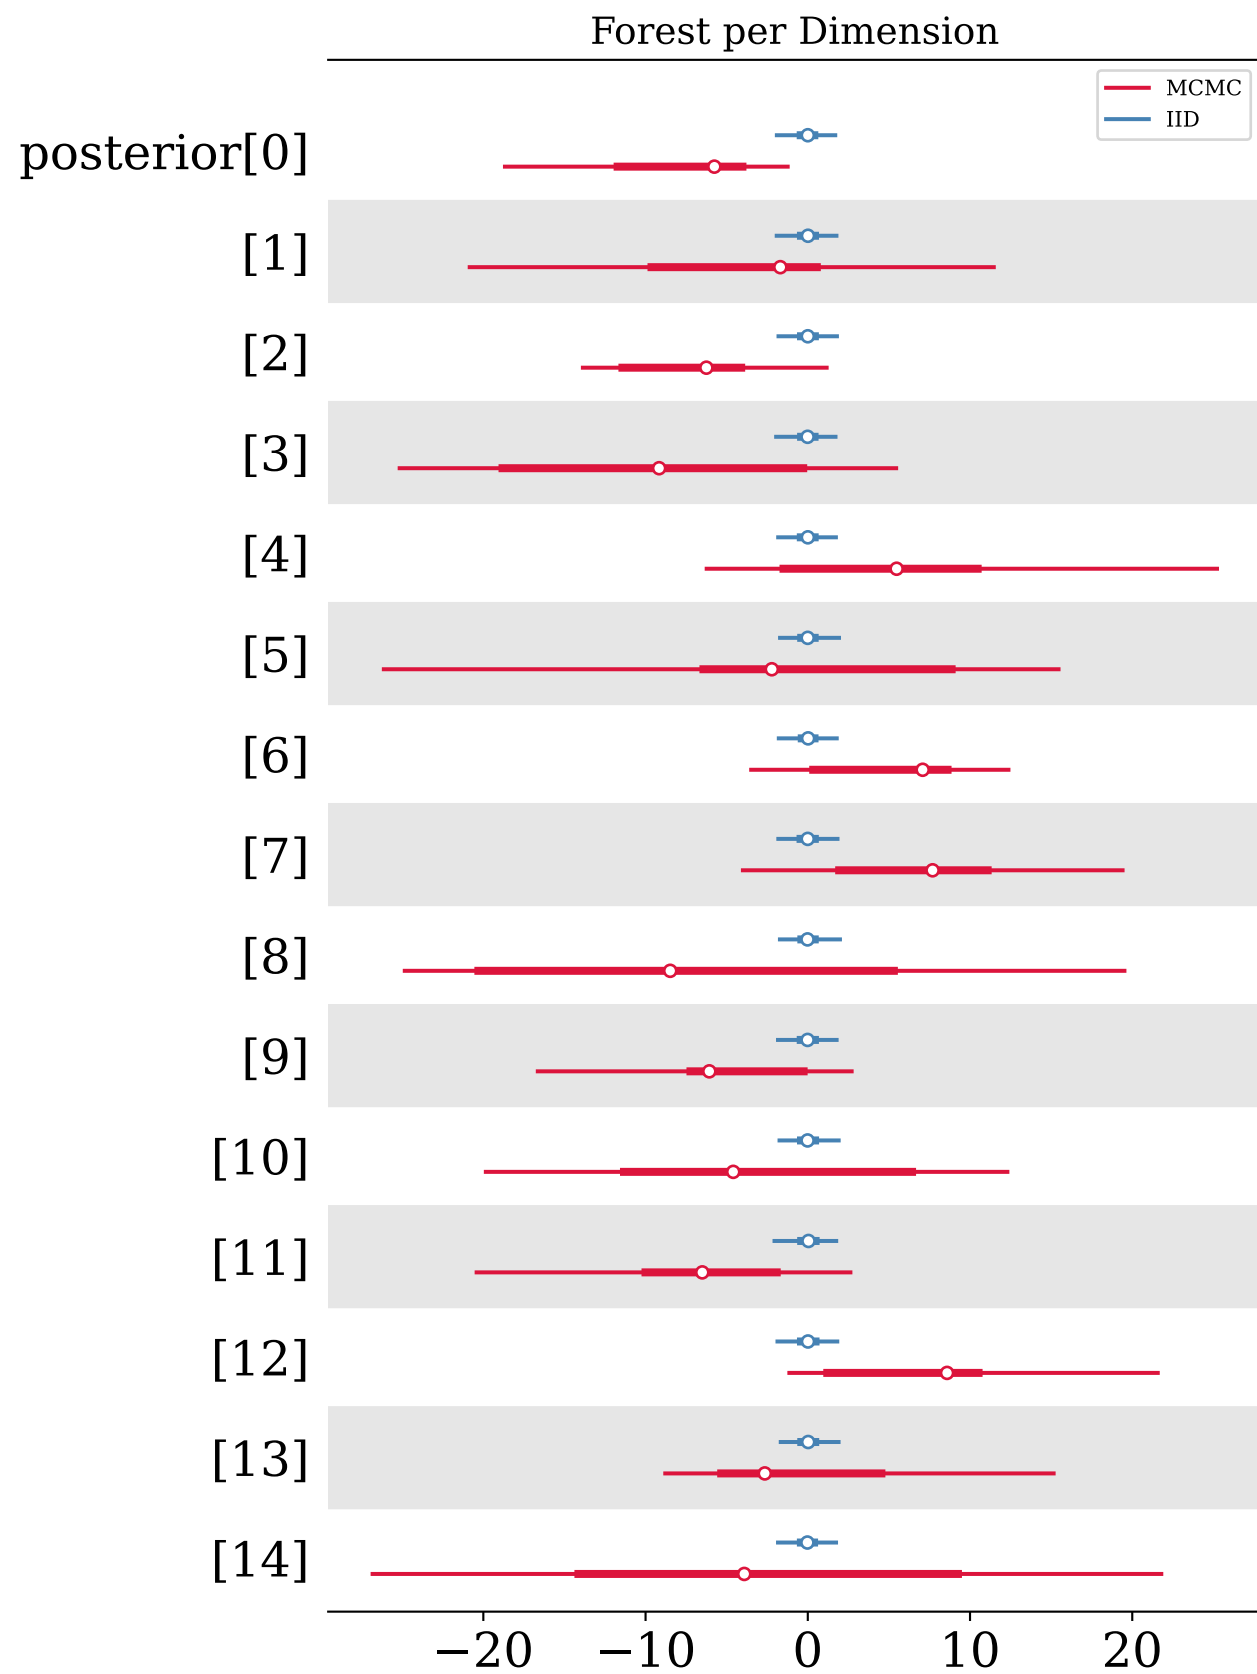 Forest per Dimension
MCMC
IID
posterior[0]
[1]
[2]
[3]
[4]
[5]
[6]
[7]
[8]
[9]
[10]
[11]
[12]
[13]
[14]
−20 −10 0 10 20